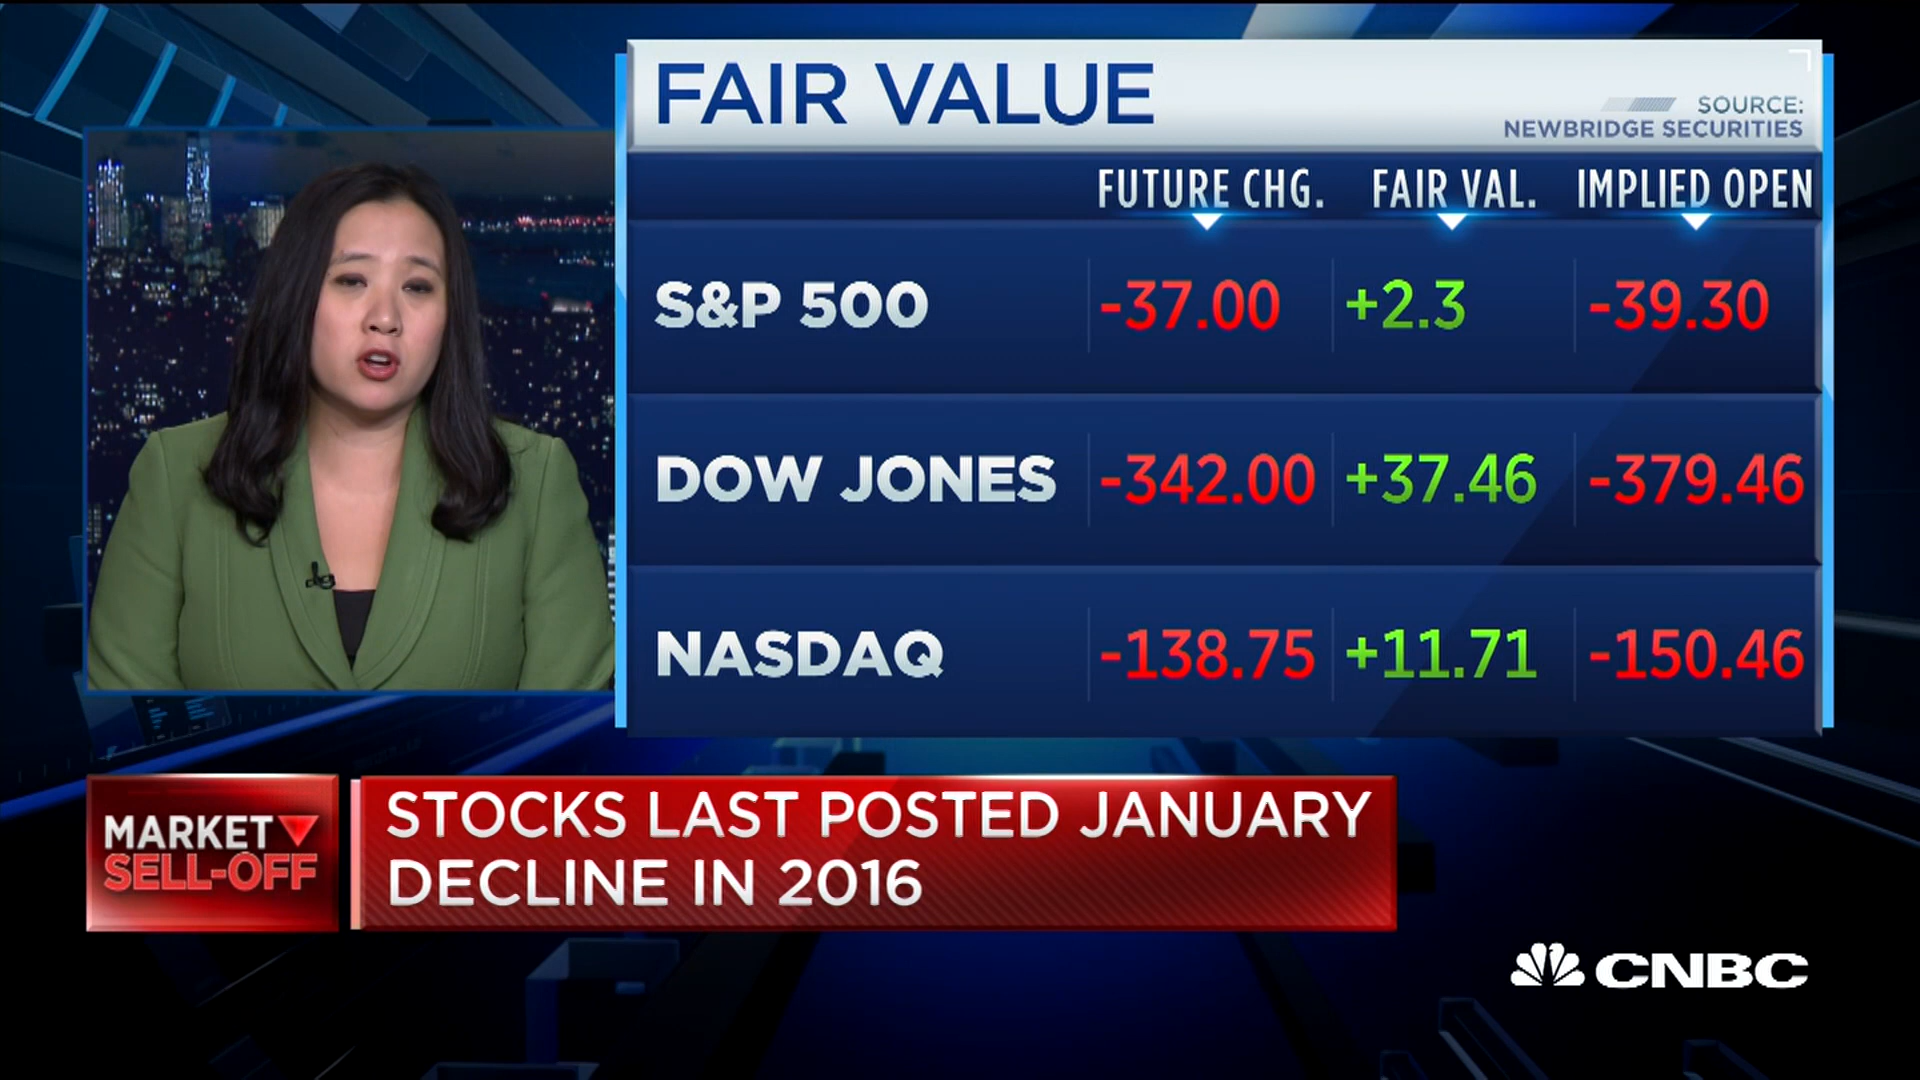 FAIR VALUE
SOURCE:
NEWBRIDGE SECURITIES
FUTURE CHG. FAIR VAL. IMPLIED OPEN
S&P 500 -37.00 +2.3 -39.30
DOW JONES -342.00 +37.46 -379.46
NASDAQ -138.75 +11.71 -150.46
MARKET
SELL-OFF
STOCKS LAST POSTED JANUARY
DECLINE IN 2016
CNBC